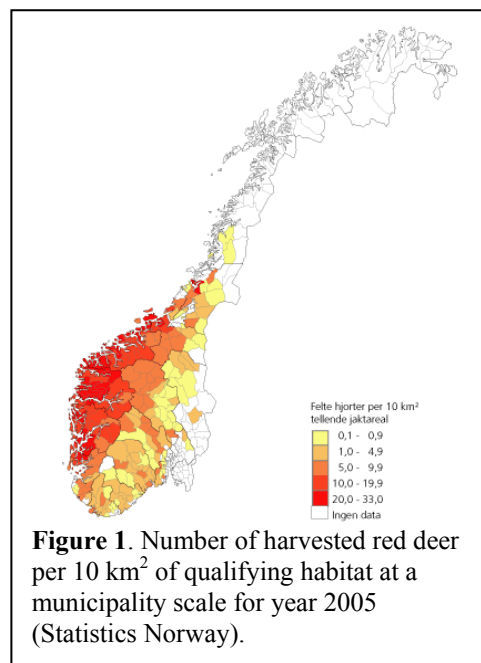 Felte hjorter per 10 km²
tellende jaktareal
0,1 - 0,9
1,0 - 4,9
5,0 - 9,9
10,0 - 19,9
20,0 - 33,0
Ingen data
Figure 1. Number of harvested red deer
per 10 km² of qualifying habitat at a
municipality scale for year 2005
(Statistics Norway).